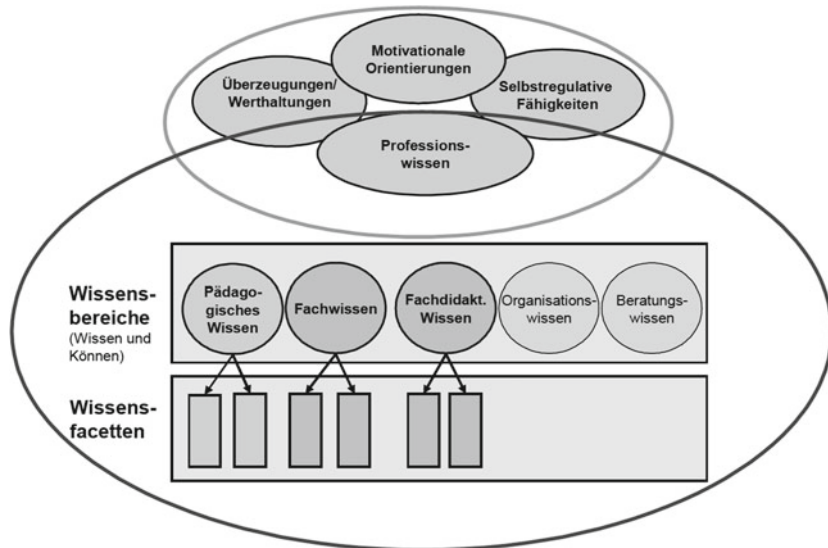 Motivationale
Orientierungen
Überzeugungen/
Werthaltungen
Selbstregulative
Fähigkeiten
Professions-
wissen
Wissens-
bereiche
(Wissen und
Können)
Pädago-
gisches
Wissen
Fachwissen
Fachdidakt.
Wissen
Organisations-
wissen
Beratungs-
wissen
Wissens-
facetten